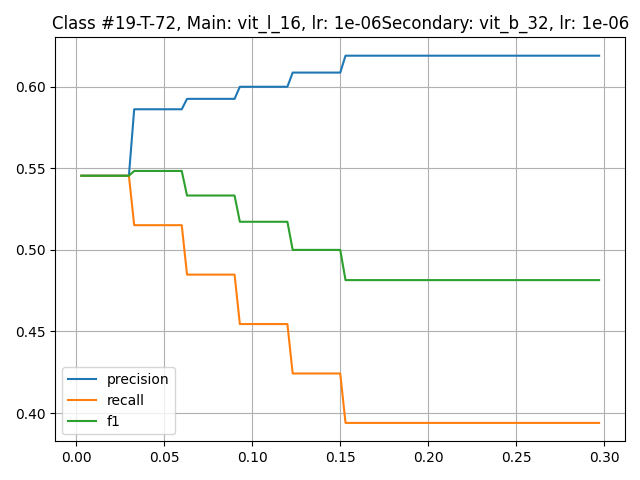 Class #19-T-72, Main: vit_l_16, lr: 1e-06Secondary: vit_b_32, lr: 1e-06
0.60
0.55
0.50
0.45
0.40
precision
recall
f1
0.00 0.05 0.10 0.15 0.20 0.25 0.30